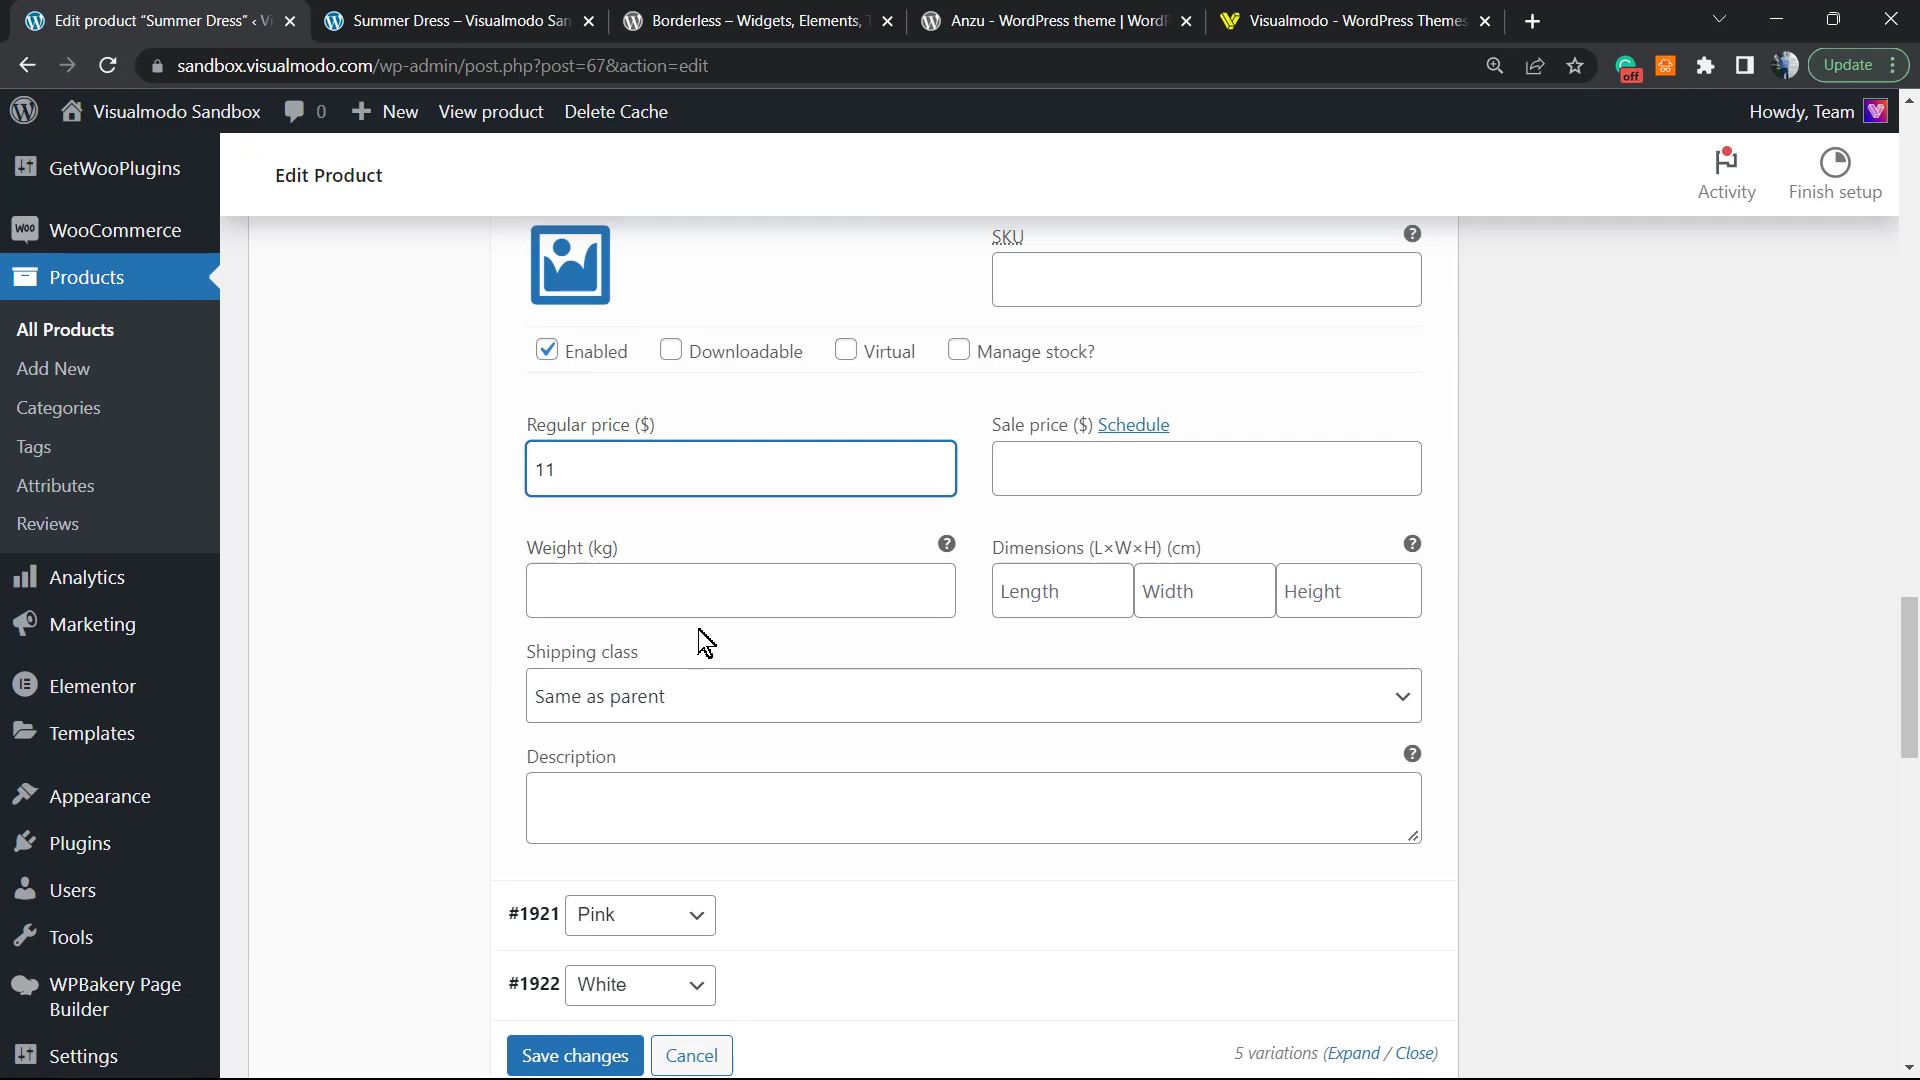 Edit product “Summer Dress” ‹ V
Summer Dress – Visualmodo San
Borderless – Widgets, Elements, T
Anzu - WordPress theme | WordP
Visualmodo - WordPress Themes
sandbox.visualmodo.com/wp-admin/post.php?post=67&action=edit
off
Update
Visualmodo Sandbox
0
New
View product
Delete Cache
Howdy, Team
GetWooPlugins
Woo
WooCommerce
Products
All Products
Add New
Categories
Tags
Attributes
Reviews
Analytics
Marketing
Elementor
Templates
Appearance
Plugins
Users
Tools
WPBakery Page
Builder
Settings
Edit Product
Activity
Finish setup
SKU
?
Enabled
Downloadable
Virtual
Manage stock?
Regular price ($)
Sale price ($) Schedule
11
Weight (kg)
?
Dimensions (L×W×H) (cm)
?
Length
Width
Height
Shipping class
Same as parent
Description
?
#1921
Pink
#1922
White
Save changes
Cancel
5 variations (Expand / Close)